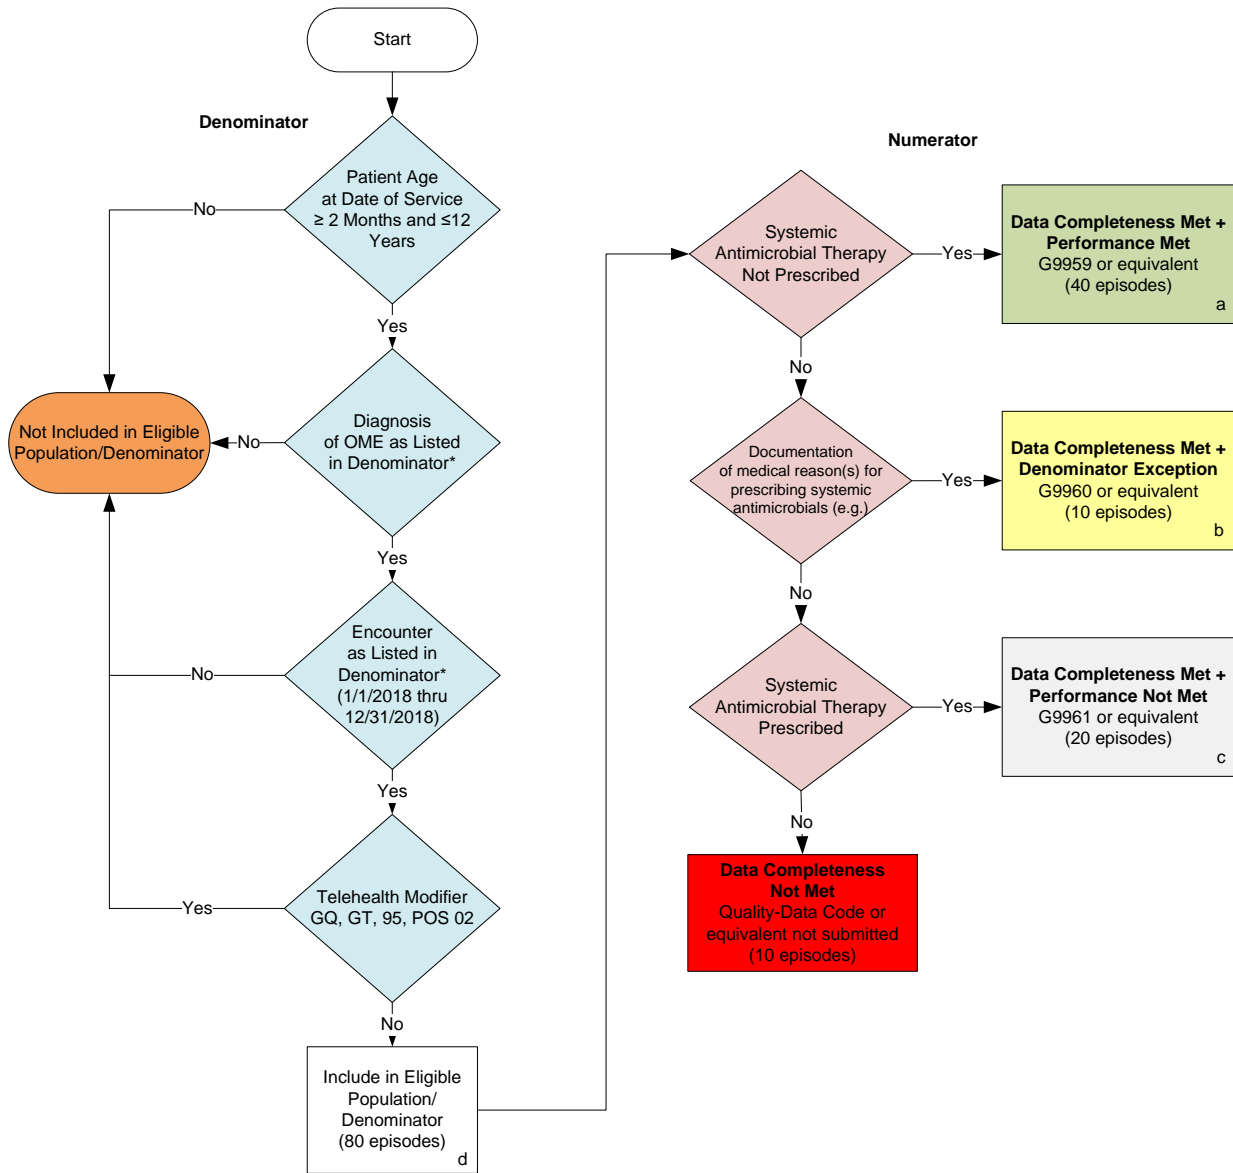 Start
Denominator
Patient Age
at Date of Service
≥ 2 Months and ≤12
Years
No
Yes
Diagnosis
of OME as Listed
in Denominator*
No
Not Included in Eligible
Population/Denominator
Yes
Encounter
as Listed in
Denominator*
(1/1/2018 thru
12/31/2018)
No
Yes
Telehealth Modifier
GQ, GT, 95, POS 02
Yes
No
Include in Eligible
Population/
Denominator
(80 episodes)
d
Numerator
Systemic
Antimicrobial Therapy
Not Prescribed
Yes
Data Completeness Met +
Performance Met
G9959 or equivalent
(40 episodes)
a
No
Documentation
of medical reason(s) for
prescribing systemic
antimicrobials (e.g.)
Yes
Data Completeness Met +
Denominator Exception
G9960 or equivalent
(10 episodes)
b
No
Systemic
Antimicrobial Therapy
Prescribed
Yes
Data Completeness Met +
Performance Not Met
G9961 or equivalent
(20 episodes)
c
No
Data Completeness
Not Met
Quality-Data Code or
equivalent not submitted
(10 episodes)